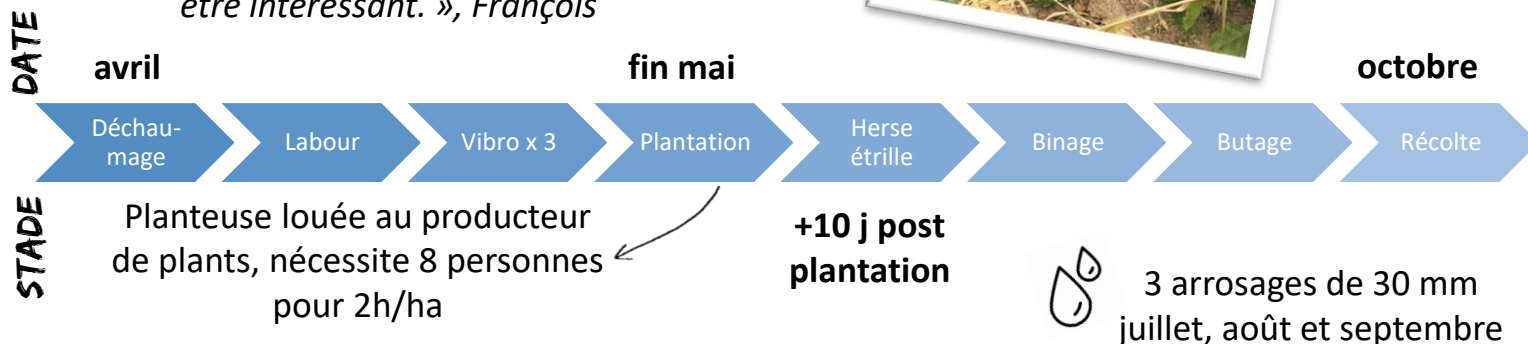 être intéressant. », François
DATE
avril
fin mai
octobre
Déchau-
mage
Labour
Vibro x 3
Plantation
Herse
étrille
Binage
Butage
Récolte
STADE
Planteuse louée au producteur
de plants, nécessite 8 personnes
pour 2h/ha
+10 j post
plantation
3 arrosages de 30 mm
juillet, août et septembre